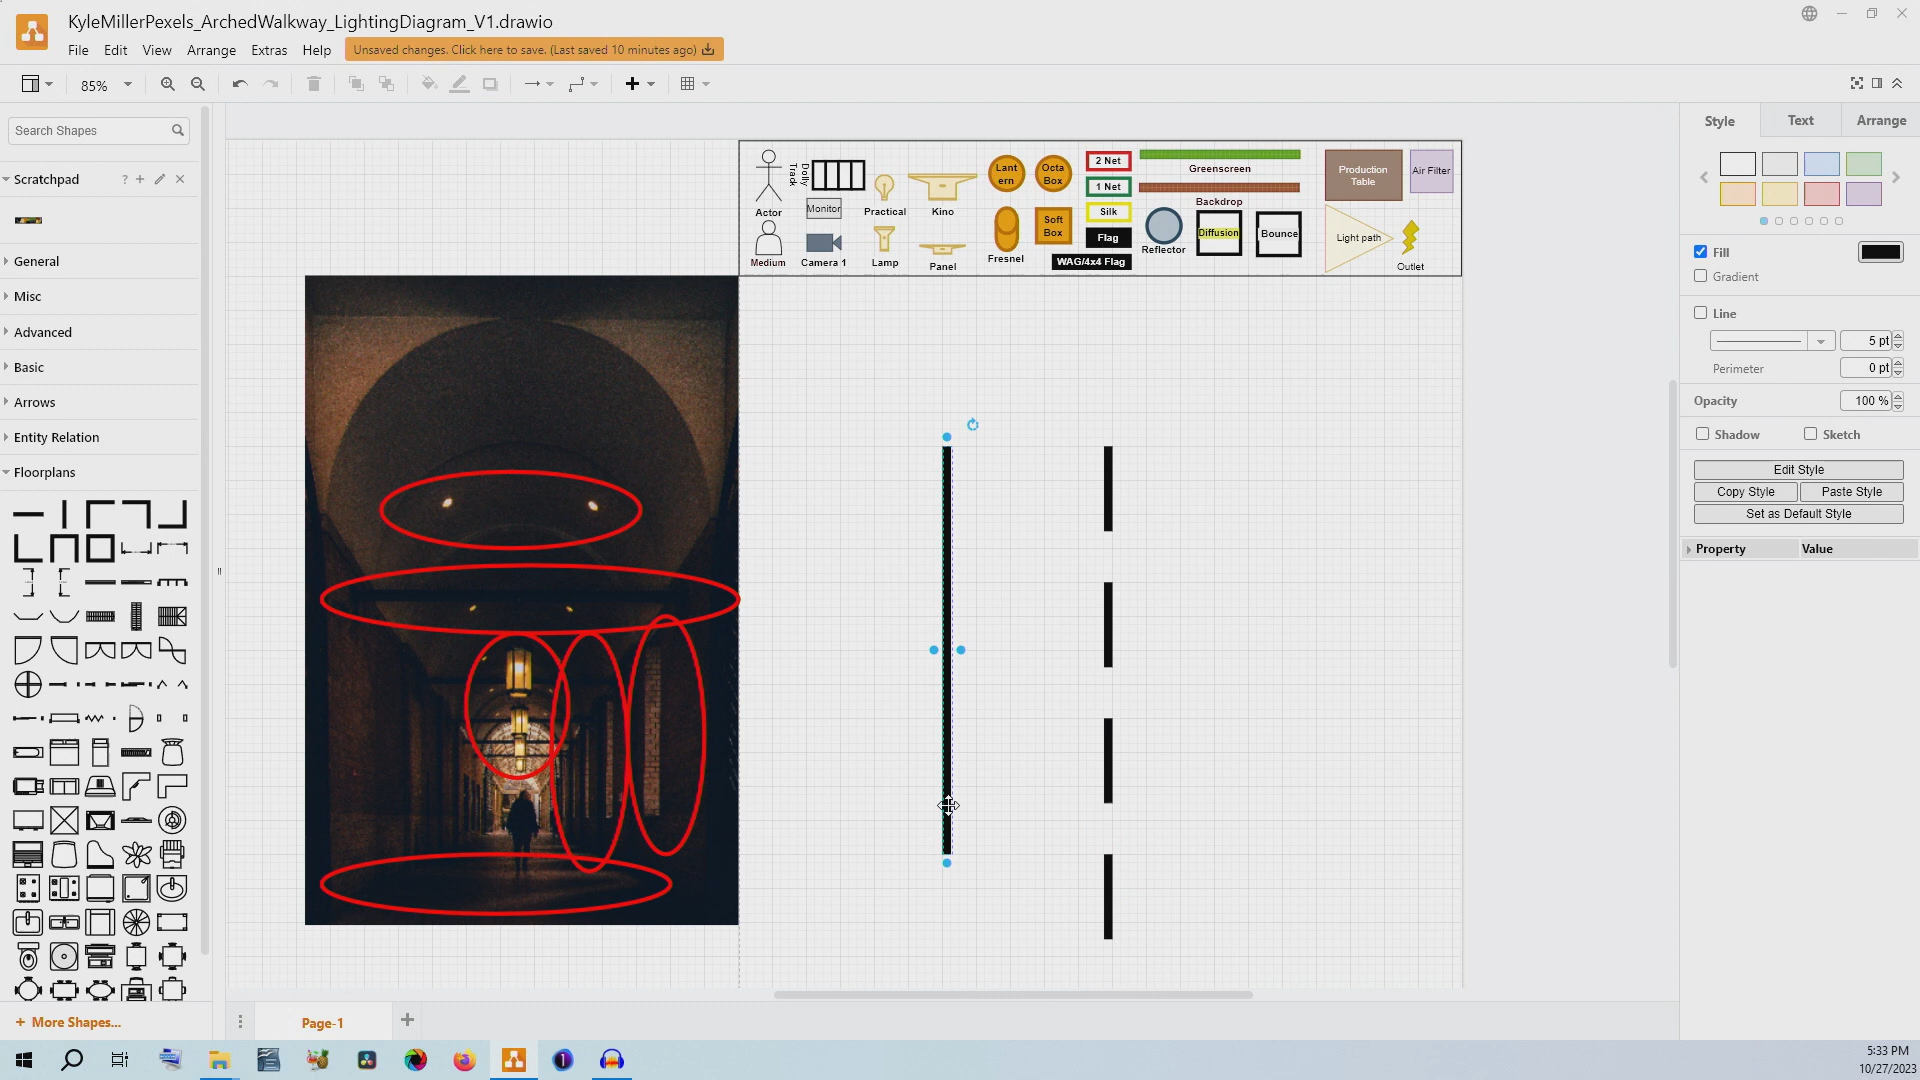 KyleMillerPexels_ArchedWalkway_LightingDiagram_V1.drawio
File Edit View Arrange Extras Help Unsaved changes. Click here to save. (Last saved 10 minutes ago)
85%
Search Shapes
Scratchpad ?
General
Misc
Advanced
Basic
Arrows
Entity Relation
Floorplans
+ More Shapes...
Actor
Dolly
Track
Monitor
Practical
Kino
Lant
ern
Octa
Box
2 Net
1 Net
Silk
Flag
WAG/4x4 Flag
Greenscreen
Backdrop
Production
Table
Air Filter
Medium
Camera 1
Lamp
Panel
Fresnel
Soft
Box
Reflector
Diffusion
Bounce
Light path
Outlet
Style Text Arrange
Fill
Gradient
Line
5 pt
Perimeter 0 pt
Opacity 100 %
Shadow Sketch
Edit Style
Copy Style Paste Style
Set as Default Style
Property Value
Page-1
5:33 PM
10/27/2023